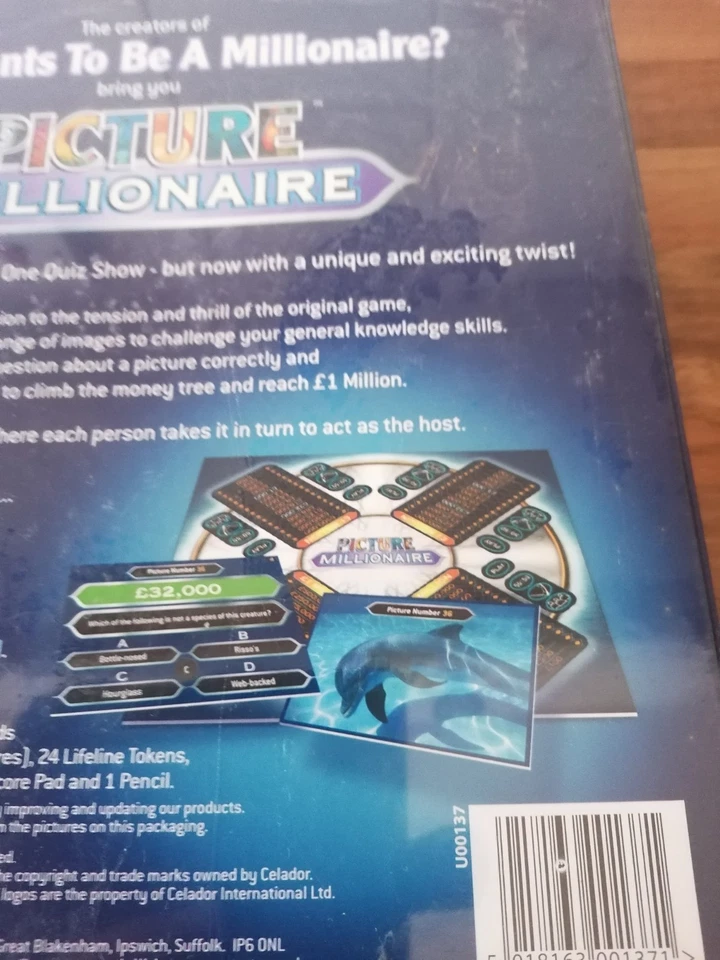 The creators of
nts To Be A Millionaire?
bring you
PICTURE
LLIONAIRE
One Quiz Show - but now with a unique and exciting twist!
ion to the tension and thrill of the original game,
nge of images to challenge your general knowledge skills.
estion about a picture correctly and
to climb the money tree and reach £1 Million.
here each person takes it in turn to act as the host.
PICTURE
MILLIONAIRE
Picture Number 36
£32,000
Which of the following is not a species of this creature?
A
Bottle-nosed
B
Risso's
C
Hourglass
D
Web-backed
C
Picture Number 36
ds
res), 24 Lifeline Tokens,
core Pad and 1 Pencil.
improving and updating our products.
n the pictures on this packaging.
ed.
he copyright and trade marks owned by Celador.
logos are the property of Celador International Ltd.
Great Blakenham, Ipswich, Suffolk. IP6 0NL
U00137
5 018163 001371 >